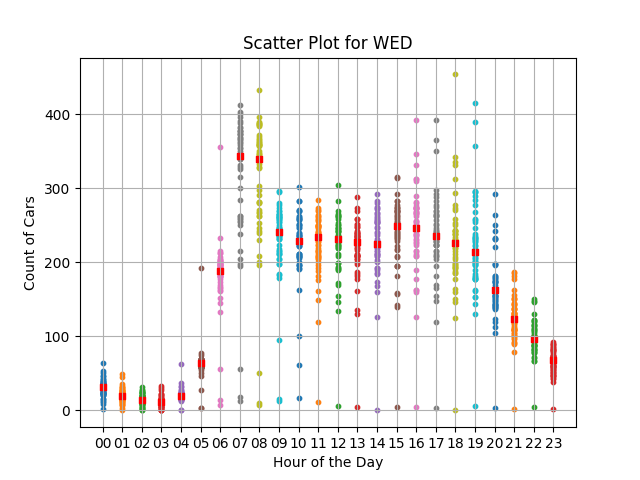 Scatter Plot for WED
Count of Cars
400
300
200
100
0
00 01 02 03 04 05 06 07 08 09 10 11 12 13 14 15 16 17 18 19 20 21 22 23
Hour of the Day